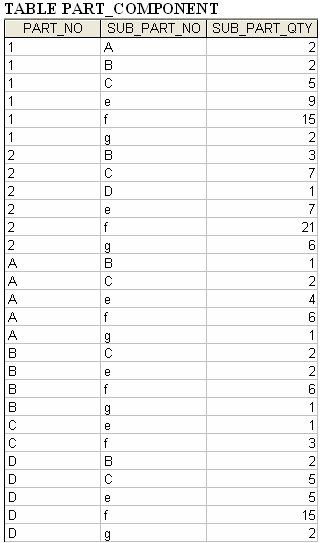 TABLE PART_COMPONENT
PART_NO SUB_PART_NO SUB_PART_QTY
1 A 2
1 B 2
1 C 5
1 e 9
1 f 15
1 g 2
2 B 3
2 C 7
2 D 1
2 e 7
2 f 21
2 g 6
A B 1
A C 2
A e 4
A f 6
A g 1
B C 2
B e 2
B f 6
B g 1
C e 1
C f 3
D B 2
D C 5
D e 5
D f 15
D g 2